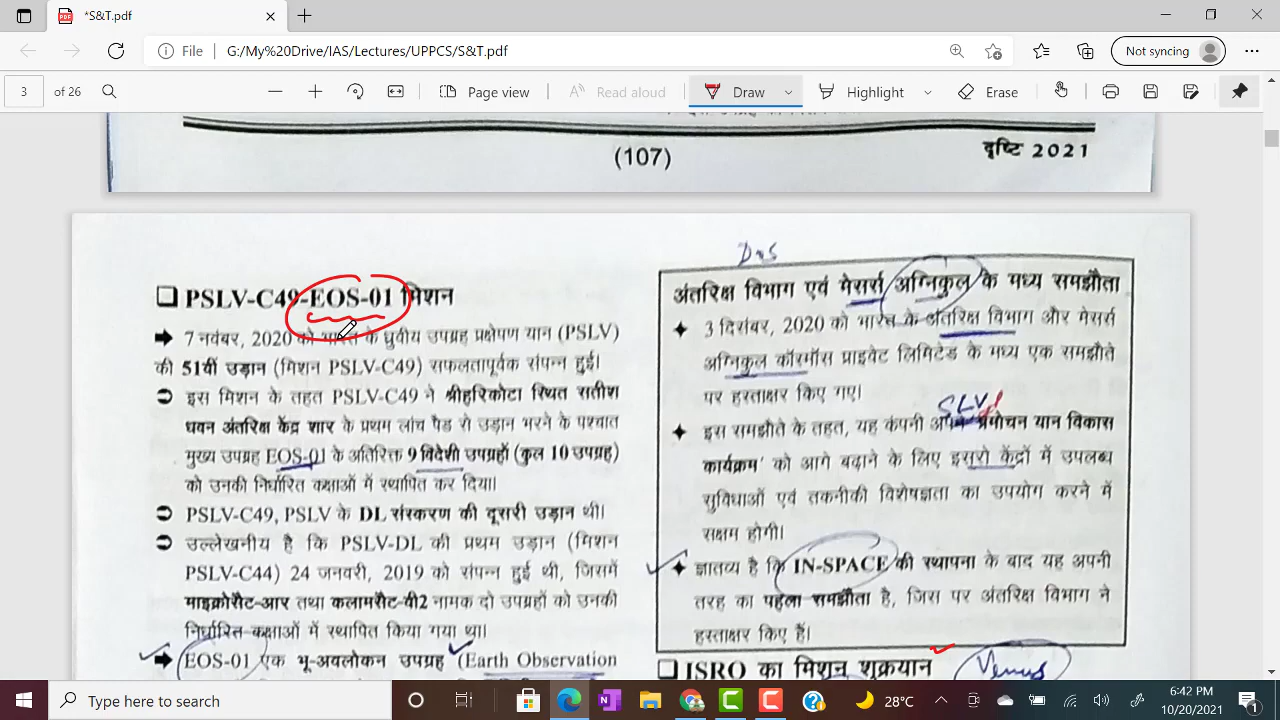 *S&T.pdf
File
G:/My%20Drive/IAS/Lectures/UPPCS/S&T.pdf
Not syncing
3 of 26
Page view
Read aloud
Draw
Highlight
Erase
(107)
दृष्टि 2021
PSLV-C49-EOS-01 मिशन
7 नवंबर, 2020 को भारत के ध्रुवीय उपग्रह प्रक्षेपण यान (PSLV)
की 51वीं उड़ान (मिशन PSLV-C49) सफलतापूर्वक संपन्न हुई।
इस मिशन के तहत PSLV-C49 ने श्रीहरिकोटा स्थित सतीश
धवन अंतरिक्ष केंद्र शार के प्रथम लांच पैड से उड़ान भरने के पश्चात
मुख्य उपग्रह EOS-01 के अतिरिक्त 9 विदेशी उपग्रहों (कुल 10 उपग्रह)
को उनकी निर्धारित कक्षाओं में स्थापित कर दिया।
PSLV-C49, PSLV के DL संस्करण की दूसरी उड़ान थी।
उल्लेखनीय है कि PSLV-DL की प्रथम उड़ान (मिशन
PSLV-C44) 24 जनवरी, 2019 को संपन्न हुई थी, जिसमें
माइक्रोसैट-आर तथा कलामसैट-वी2 नामक दो उपग्रहों को उनकी
निर्धारित कक्षाओं में स्थापित किया गया था।
EOS-01 एक भू-अवलोकन उपग्रह (Earth Observation
DoS
अंतरिक्ष विभाग एवं मेसर्स अग्निकुल के मध्य समझौता
3 दिसंबर, 2020 को भारत के अंतरिक्ष विभाग और मेसर्स
अग्निकुल कॉस्मॉस प्राइवेट लिमिटेड के मध्य एक समझौते
पर हस्ताक्षर किए गए।
SLV
इस समझौते के तहत, यह कंपनी अपने प्रमोचन यान विकास
कार्यक्रम' को आगे बढ़ाने के लिए इसरो केंद्रों में उपलब्ध
सुविधाओं एवं तकनीकी विशेषज्ञता का उपयोग करने में
सक्षम होगी।
ज्ञातव्य है कि IN-SPACE की स्थापना के बाद यह अपनी
तरह का पहला समझौता है, जिस पर अंतरिक्ष विभाग ने
हस्ताक्षर किए हैं।
ISRO का मिशन शुक्रयान
Venus
Type here to search
28°C
6:42 PM
10/20/2021
1